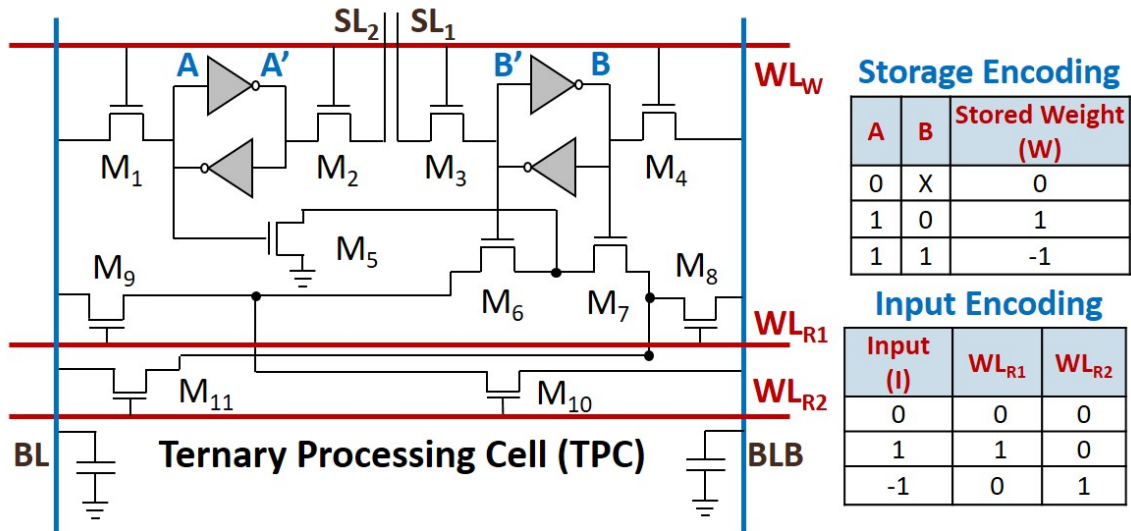 SL2 SL1
A A’ B’ B
WLW
M1 M2 M3 M4
M5
M9 M6 M7 M8
WLR1
M11 M10
WLR2
BL Ternary Processing Cell (TPC) BLB
Storage Encoding
A B Stored Weight
(W)
0 X 0
1 0 1
1 1 -1
Input Encoding
Input
(I) WLR1 WLR2
0 0 0
1 1 0
-1 0 1